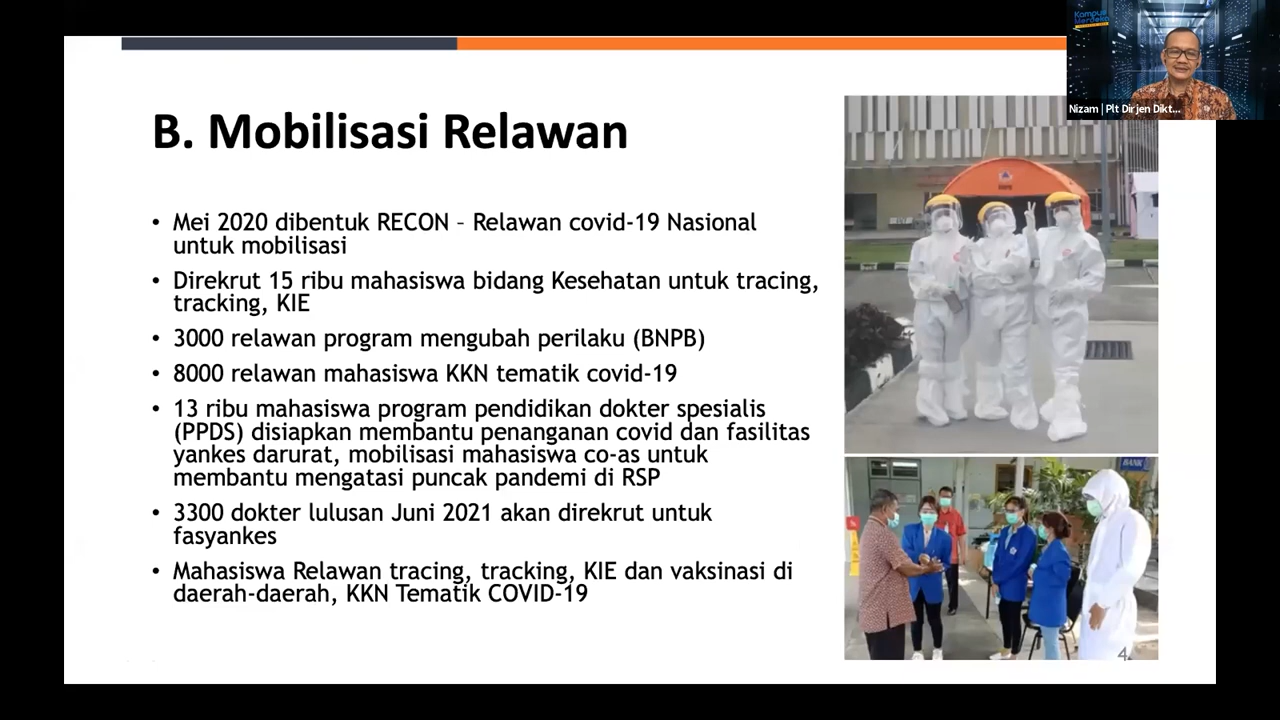 Kampus
Merdeka
Nizam | Plt Dirjen Dikt...
B. Mobilisasi Relawan
• Mei 2020 dibentuk RECON – Relawan covid-19 Nasional
untuk mobilisasi
• Direkrut 15 ribu mahasiswa bidang Kesehatan untuk tracing,
tracking, KIE
• 3000 relawan program mengubah perilaku (BNPB)
• 8000 relawan mahasiswa KKN tematik covid-19
• 13 ribu mahasiswa program pendidikan dokter spesialis
(PPDS) disiapkan membantu penanganan covid dan fasilitas
yankes darurat, mobilisasi mahasiswa co-as untuk
membantu mengatasi puncak pandemi di RSP
• 3300 dokter lulusan Juni 2021 akan direkrut untuk
fasyankes
• Mahasiswa Relawan tracing, tracking, KIE dan vaksinasi di
daerah-daerah, KKN Tematik COVID-19
BANK
4